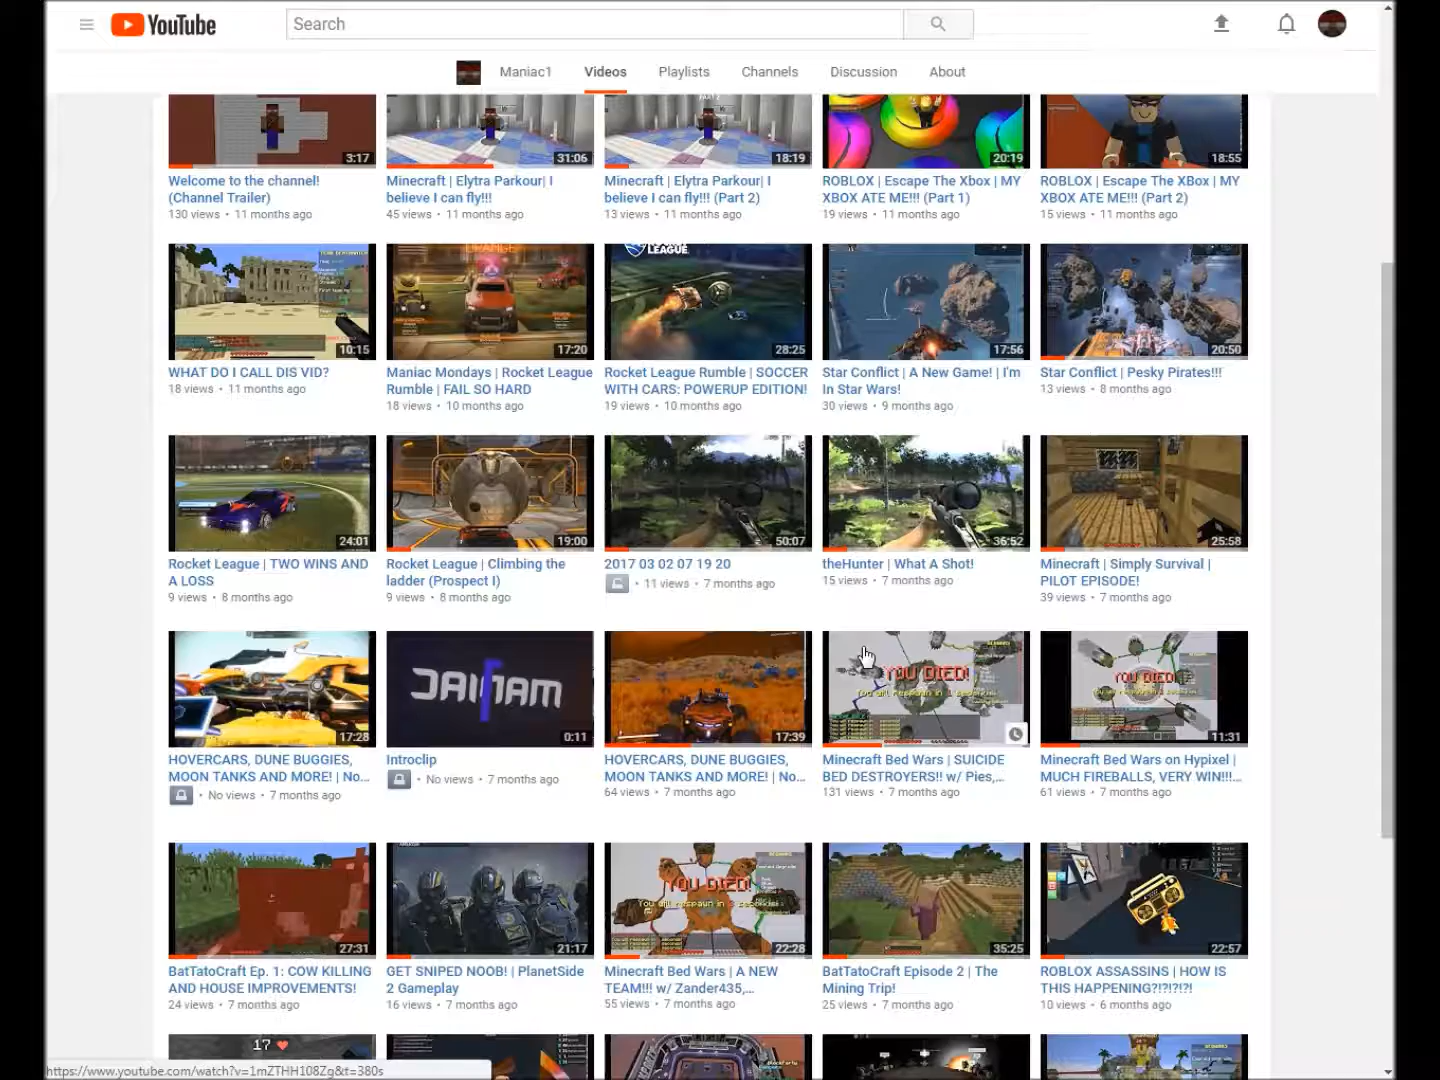 YouTube
Search
Maniac1
Videos
Playlists
Channels
Discussion
About
3:17
31:06
18:19
20:19
18:55
Welcome to the channel!
(Channel Trailer)
130 views • 11 months ago
Minecraft | Elytra Parkour| I
believe I can fly!!!
45 views • 11 months ago
Minecraft | Elytra Parkour| I
believe I can fly!!! (Part 2)
13 views • 11 months ago
ROBLOX | Escape The Xbox | MY
XBOX ATE ME!!! (Part 1)
19 views • 11 months ago
ROBLOX | Escape The XBox | MY
XBOX ATE ME!!! (Part 2)
15 views • 11 months ago
LEAGUE
10:15
17:20
28:25
17:56
20:50
WHAT DO I CALL DIS VID?
18 views • 11 months ago
Maniac Mondays | Rocket League
Rumble | FAIL SO HARD
18 views • 10 months ago
Rocket League Rumble | SOCCER
WITH CARS: POWERUP EDITION!
19 views • 10 months ago
Star Conflict | A New Game! | I'm
In Star Wars!
30 views • 9 months ago
Star Conflict | Pesky Pirates!!!
13 views • 8 months ago
24:01
19:00
50:07
36:52
25:58
Rocket League | TWO WINS AND
A LOSS
9 views • 8 months ago
Rocket League | Climbing the
ladder (Prospect I)
9 views • 8 months ago
2017 03 02 07 19 20
• 11 views • 7 months ago
theHunter | What A Shot!
15 views • 7 months ago
Minecraft | Simply Survival |
PILOT EPISODE!
39 views • 7 months ago
YOU DIED!
YOU DIED!
17:28
0:11
17:39
11:31
HOVERCARS, DUNE BUGGIES,
MOON TANKS AND MORE! | No...
• No views • 7 months ago
Introclip
• No views • 7 months ago
HOVERCARS, DUNE BUGGIES,
MOON TANKS AND MORE! | No...
64 views • 7 months ago
Minecraft Bed Wars | SUICIDE
BED DESTROYERS!! w/ Pies,...
131 views • 7 months ago
Minecraft Bed Wars on Hypixel |
MUCH FIREBALLS, VERY WIN!!!...
61 views • 7 months ago
YOU DIED!
27:31
21:17
22:28
35:25
22:57
BatTatoCraft Ep. 1: COW KILLING
AND HOUSE IMPROVEMENTS!
24 views • 7 months ago
GET SNIPED NOOB! | PlanetSide
2 Gameplay
16 views • 7 months ago
Minecraft Bed Wars | A NEW
TEAM!!! w/ Zander435,...
55 views • 7 months ago
BatTatoCraft Episode 2 | The
Mining Trip!
25 views • 7 months ago
ROBLOX ASSASSINS | HOW IS
THIS HAPPENING?!?!?!?!
10 views • 6 months ago
17
https://www.youtube.com/watch?v=1mZTHH108Zg&t=380s